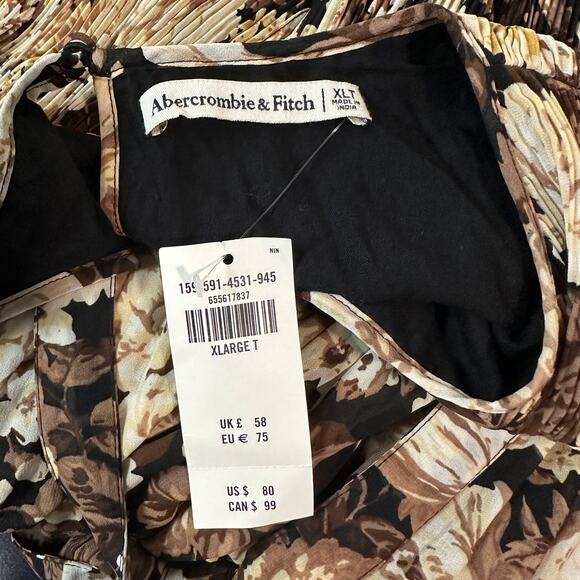 Abercrombie & Fitch
XLT
MADE IN
INDIA
NIN
591-4531-945
655617837
XLARGE T
UK £ 58
EU € 75
US $ 80
CAN $ 99